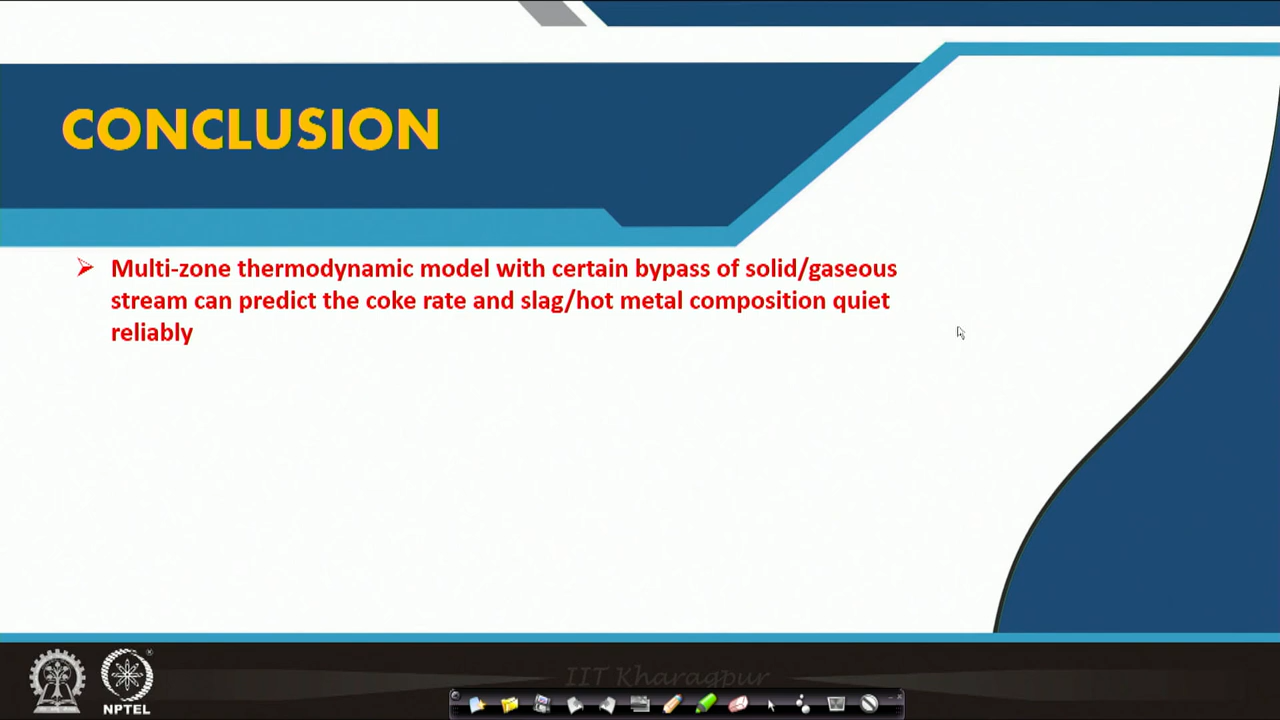 CONCLUSION
Multi-zone thermodynamic model with certain bypass of solid/gaseous
stream can predict the coke rate and slag/hot metal composition quiet
reliably
IIT Kharagpur
NPTEL